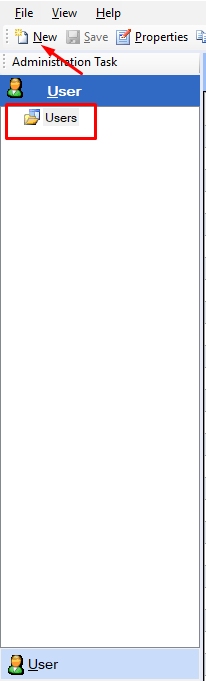 File View Help
New Save Properties
Administration Task
User
Users
User